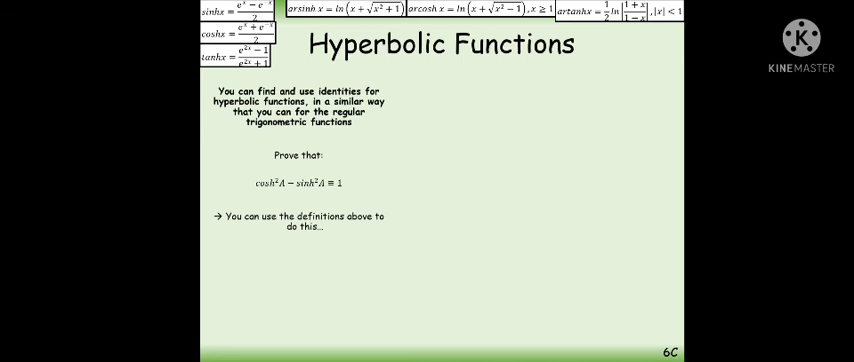 sinhx = (e^x − e^−x)/2
arsinh x = ln (x + √(x² + 1))
arcosh x = ln (x + √(x² − 1)), x ≥ 1
artanhx = 1/2 ln |(1 + x)/(1 − x)|, |x| < 1
coshx = (e^x + e^−x)/2
tanhx = (e^2x − 1)/(e^2x + 1)
Hyperbolic Functions
K
KINEMASTER
You can find and use identities for
hyperbolic functions, in a similar way
that you can for the regular
trigonometric functions
Prove that:
cosh²A − sinh²A ≡ 1
→ You can use the definitions above to
do this…
6C